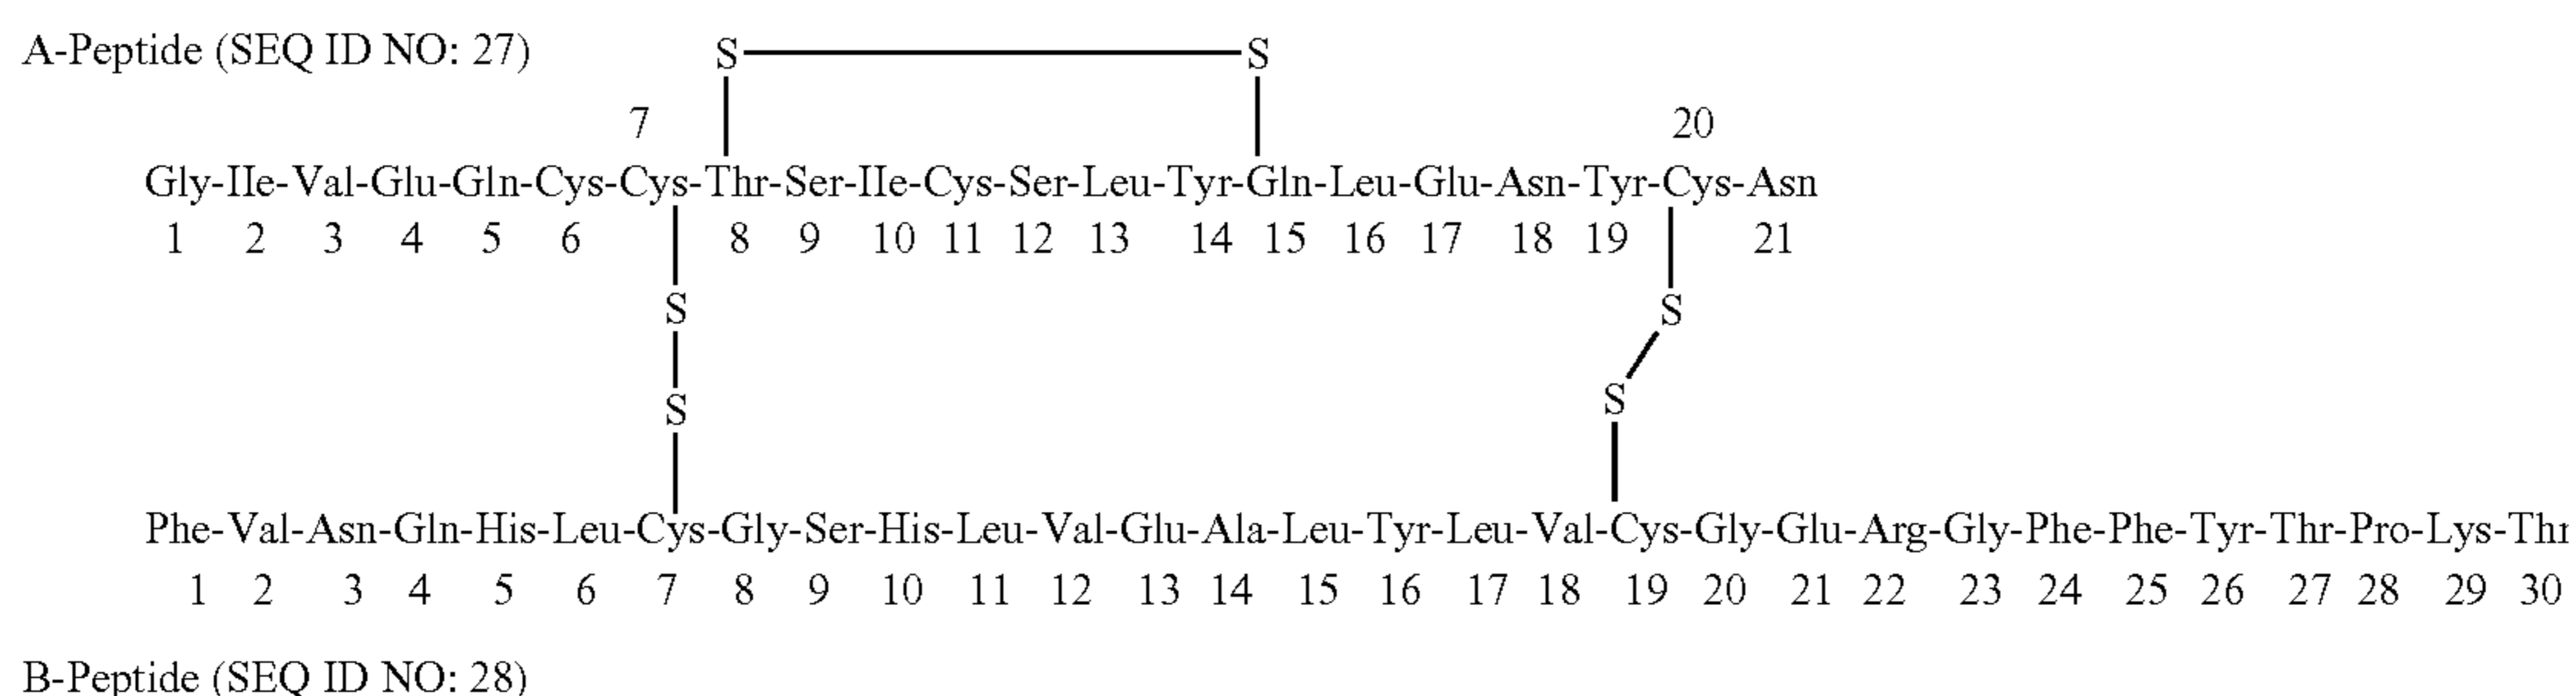 A-Peptide (SEQ ID NO: 27)
S S
7 20
Gly-IIe-Val-Glu-Gln-Cys-Cys-Thr-Ser-IIe-Cys-Ser-Leu-Tyr-Gln-Leu-Glu-Asn-Tyr-Cys-Asn
1 2 3 4 5 6 8 9 10 11 12 13 14 15 16 17 18 19 21
S S
S S
Phe-Val-Asn-Gln-His-Leu-Cys-Gly-Ser-His-Leu-Val-Glu-Ala-Leu-Tyr-Leu-Val-Cys-Gly-Glu-Arg-Gly-Phe-Phe-Tyr-Thr-Pro-Lys-Thr
1 2 3 4 5 6 7 8 9 10 11 12 13 14 15 16 17 18 19 20 21 22 23 24 25 26 27 28 29 30
B-Peptide (SEQ ID NO: 28)